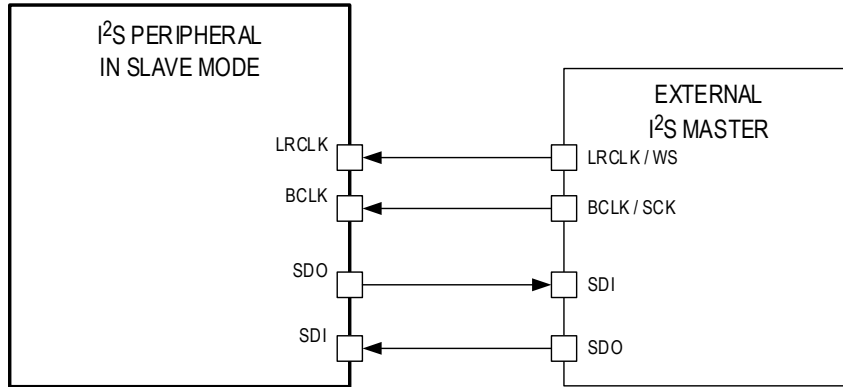 I²S PERIPHERAL
IN SLAVE MODE
LRCLK
BCLK
SDO
SDI
EXTERNAL
I²S MASTER
LRCLK / WS
BCLK / SCK
SDI
SDO